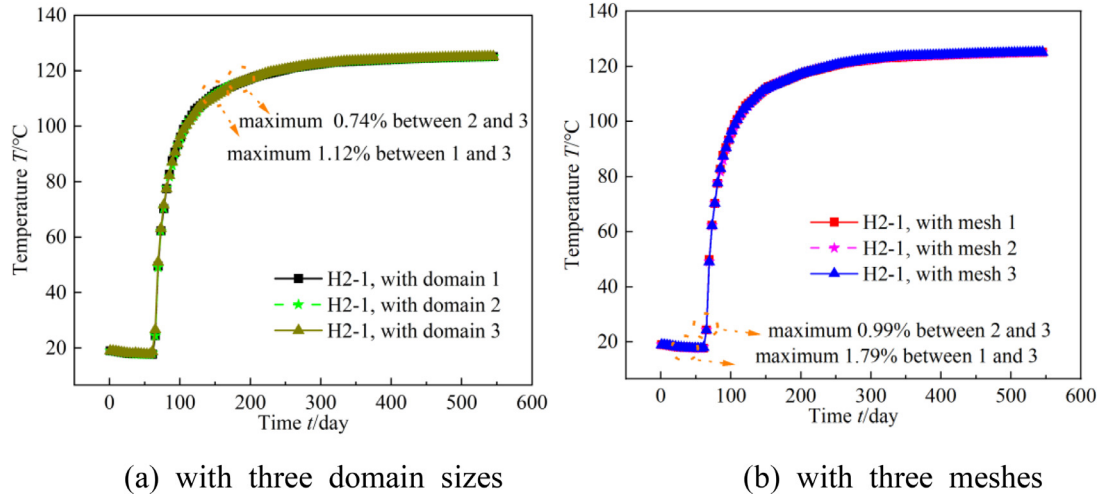 140
120
100
80
60
40
20
Temperature T/°C
maximum 0.74% between 2 and 3
maximum 1.12% between 1 and 3
H2-1, with domain 1
H2-1, with domain 2
H2-1, with domain 3
0 100 200 300 400 500 600
Time t/day
(a) with three domain sizes
140
120
100
80
60
40
20
Temperature T/°C
H2-1, with mesh 1
H2-1, with mesh 2
H2-1, with mesh 3
maximum 0.99% between 2 and 3
maximum 1.79% between 1 and 3
0 100 200 300 400 500 600
Time t/day
(b) with three meshes